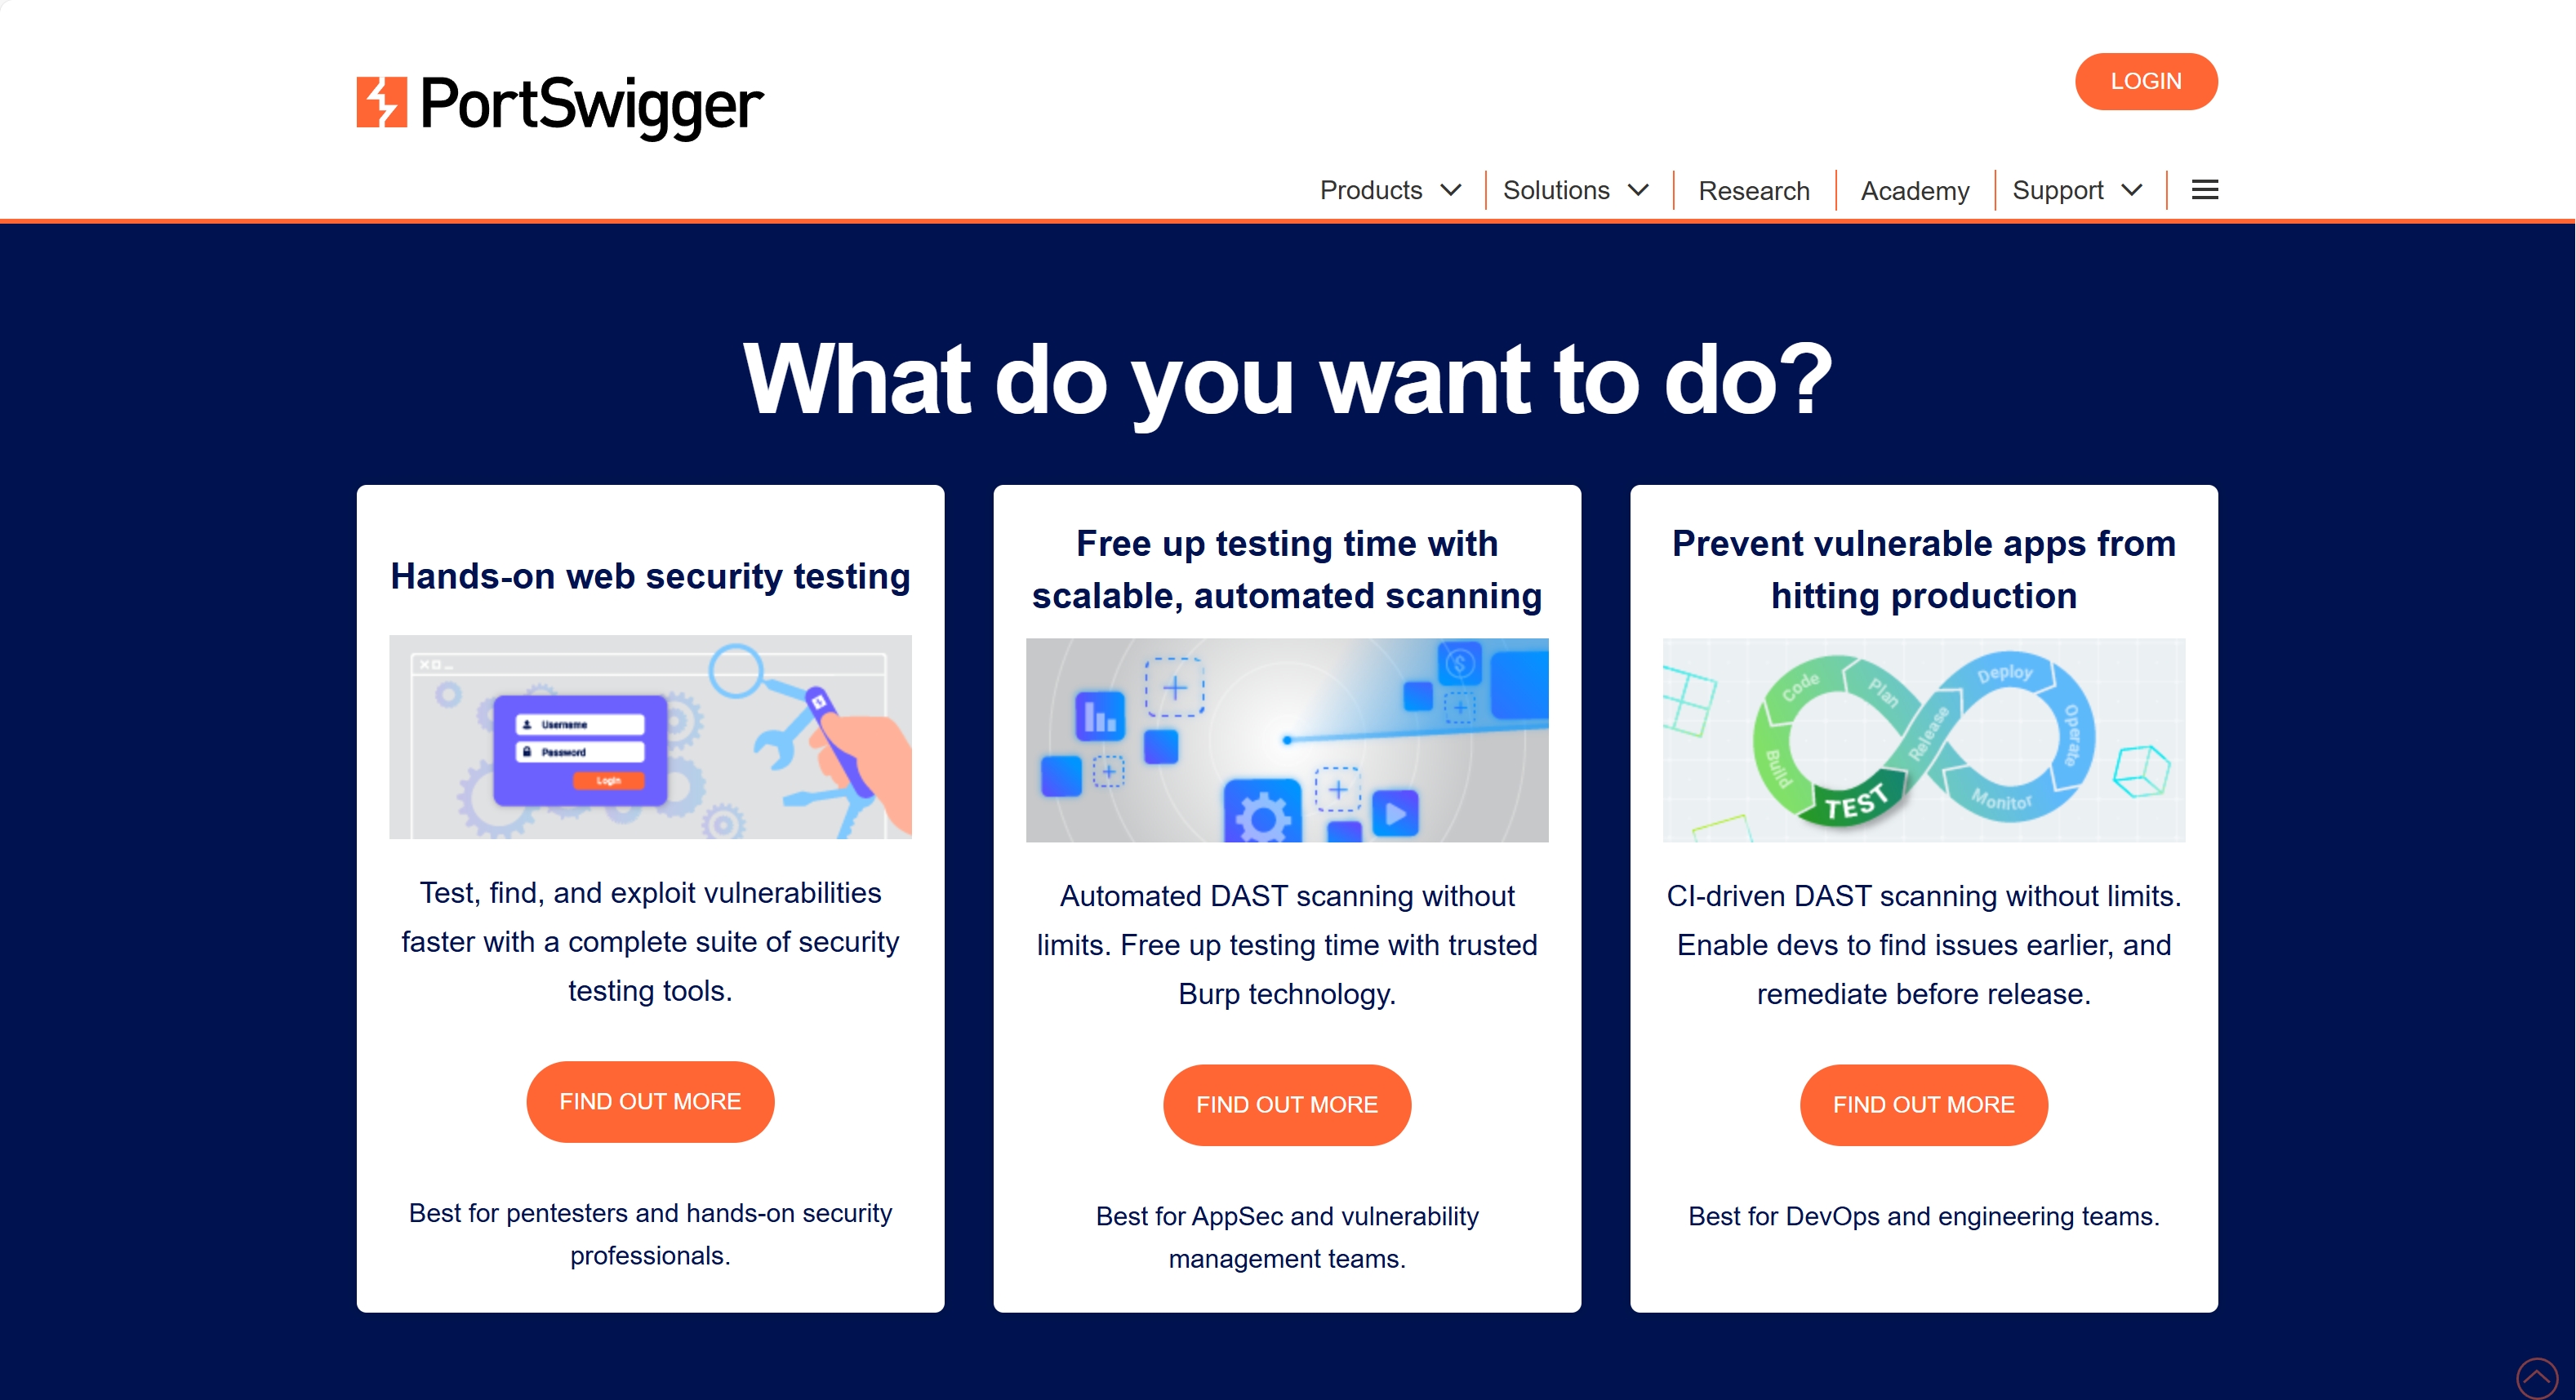 PortSwigger
LOGIN
Products
Solutions
Research
Academy
Support
What do you want to do?
Hands-on web security testing
Username
Password
Login
Test, find, and exploit vulnerabilities
faster with a complete suite of security
testing tools.
FIND OUT MORE
Best for pentesters and hands-on security
professionals.
Free up testing time with
scalable, automated scanning
$
Automated DAST scanning without
limits. Free up testing time with trusted
Burp technology.
FIND OUT MORE
Best for AppSec and vulnerability
management teams.
Prevent vulnerable apps from
hitting production
Code
Plan
Deploy
Release
Operate
Build
TEST
Monitor
CI-driven DAST scanning without limits.
Enable devs to find issues earlier, and
remediate before release.
FIND OUT MORE
Best for DevOps and engineering teams.